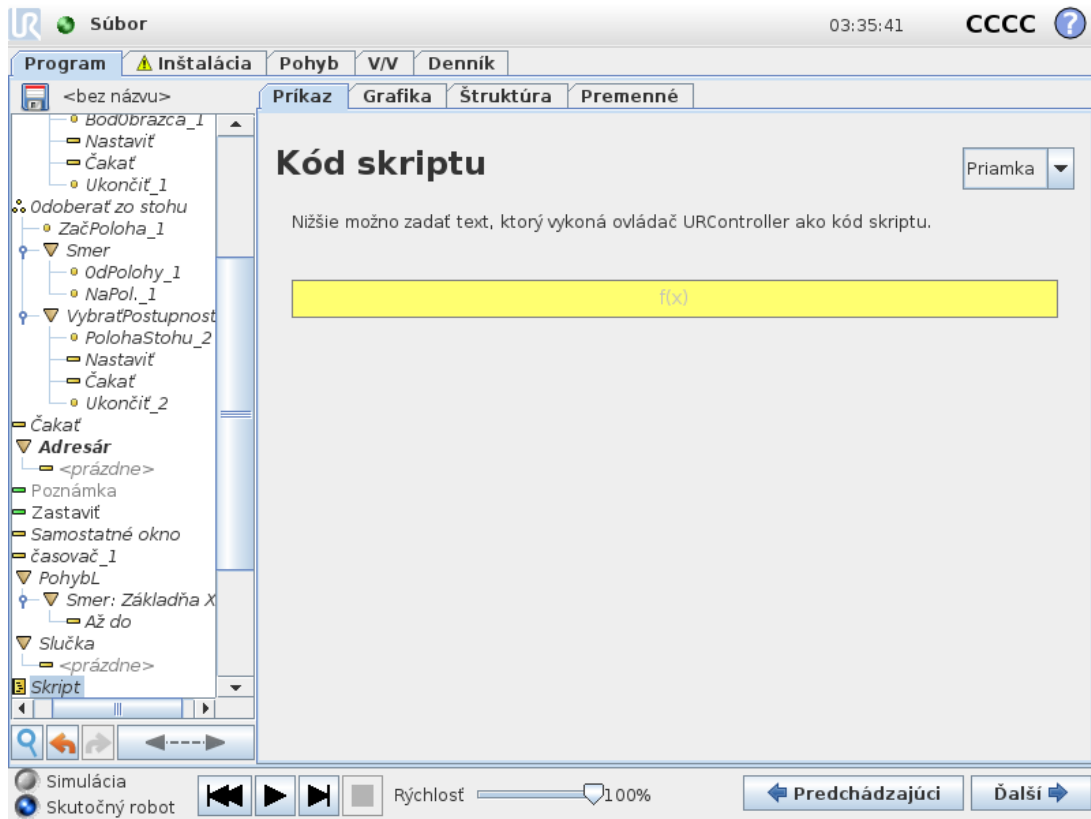 Súbor
03:35:41
CCCC
?
Program
Inštalácia
Pohyb
V/V
Denník
<bez názvu>
Príkaz
Grafika
Štruktúra
Premenné
BodObrazca_1
Nastaviť
Čakať
Ukončiť_1
Odoberať zo stohu
ZačPoloha_1
Smer
OdPolohy_1
NaPol._1
VybraťPostupnosť
PolohaStohu_2
Nastaviť
Čakať
Ukončiť_2
Čakať
Adresár
<prázdne>
Poznámka
Zastaviť
Samostatné okno
časovač_1
PohybL
Smer: Základňa X
Až do
Slučka
<prázdne>
Skript
Kód skriptu
Priamka
Nižšie možno zadať text, ktorý vykoná ovládač URController ako kód skriptu.
f(x)
Simulácia
Skutočný robot
Rýchlosť
100%
Predchádzajúci
Ďalší